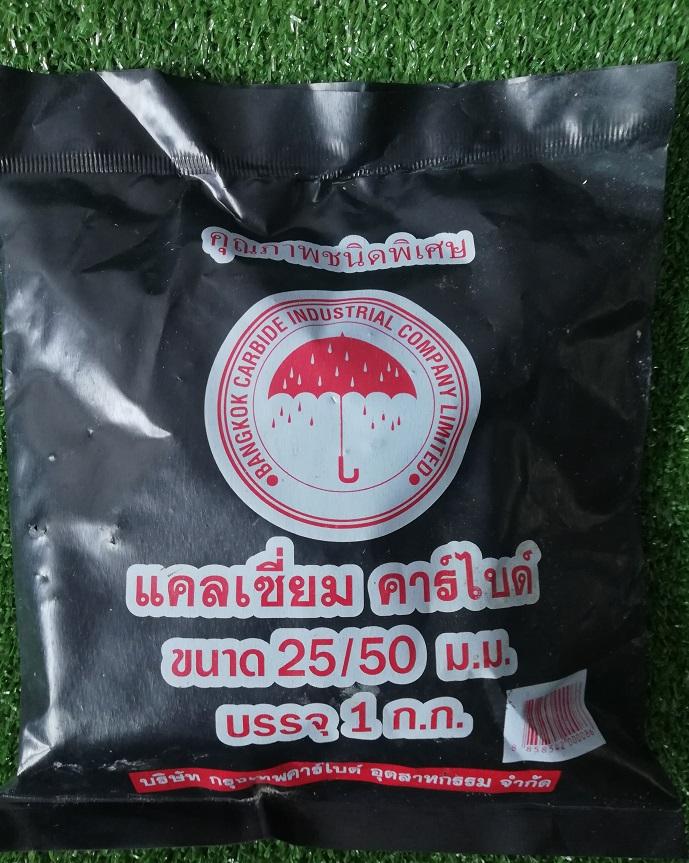 คุณภาพชนิดพิเศษ
BANGKOK CARBIDE INDUSTRIAL COMPANY LIMITED
แคลเซี่ยม คาร์ไบด์
ขนาด 25/50 ม.ม.
บรรจุ 1 ก.ก.
บริษัท กรุงเทพคาร์ไบด์ อุตสาหกรรม จำกัด